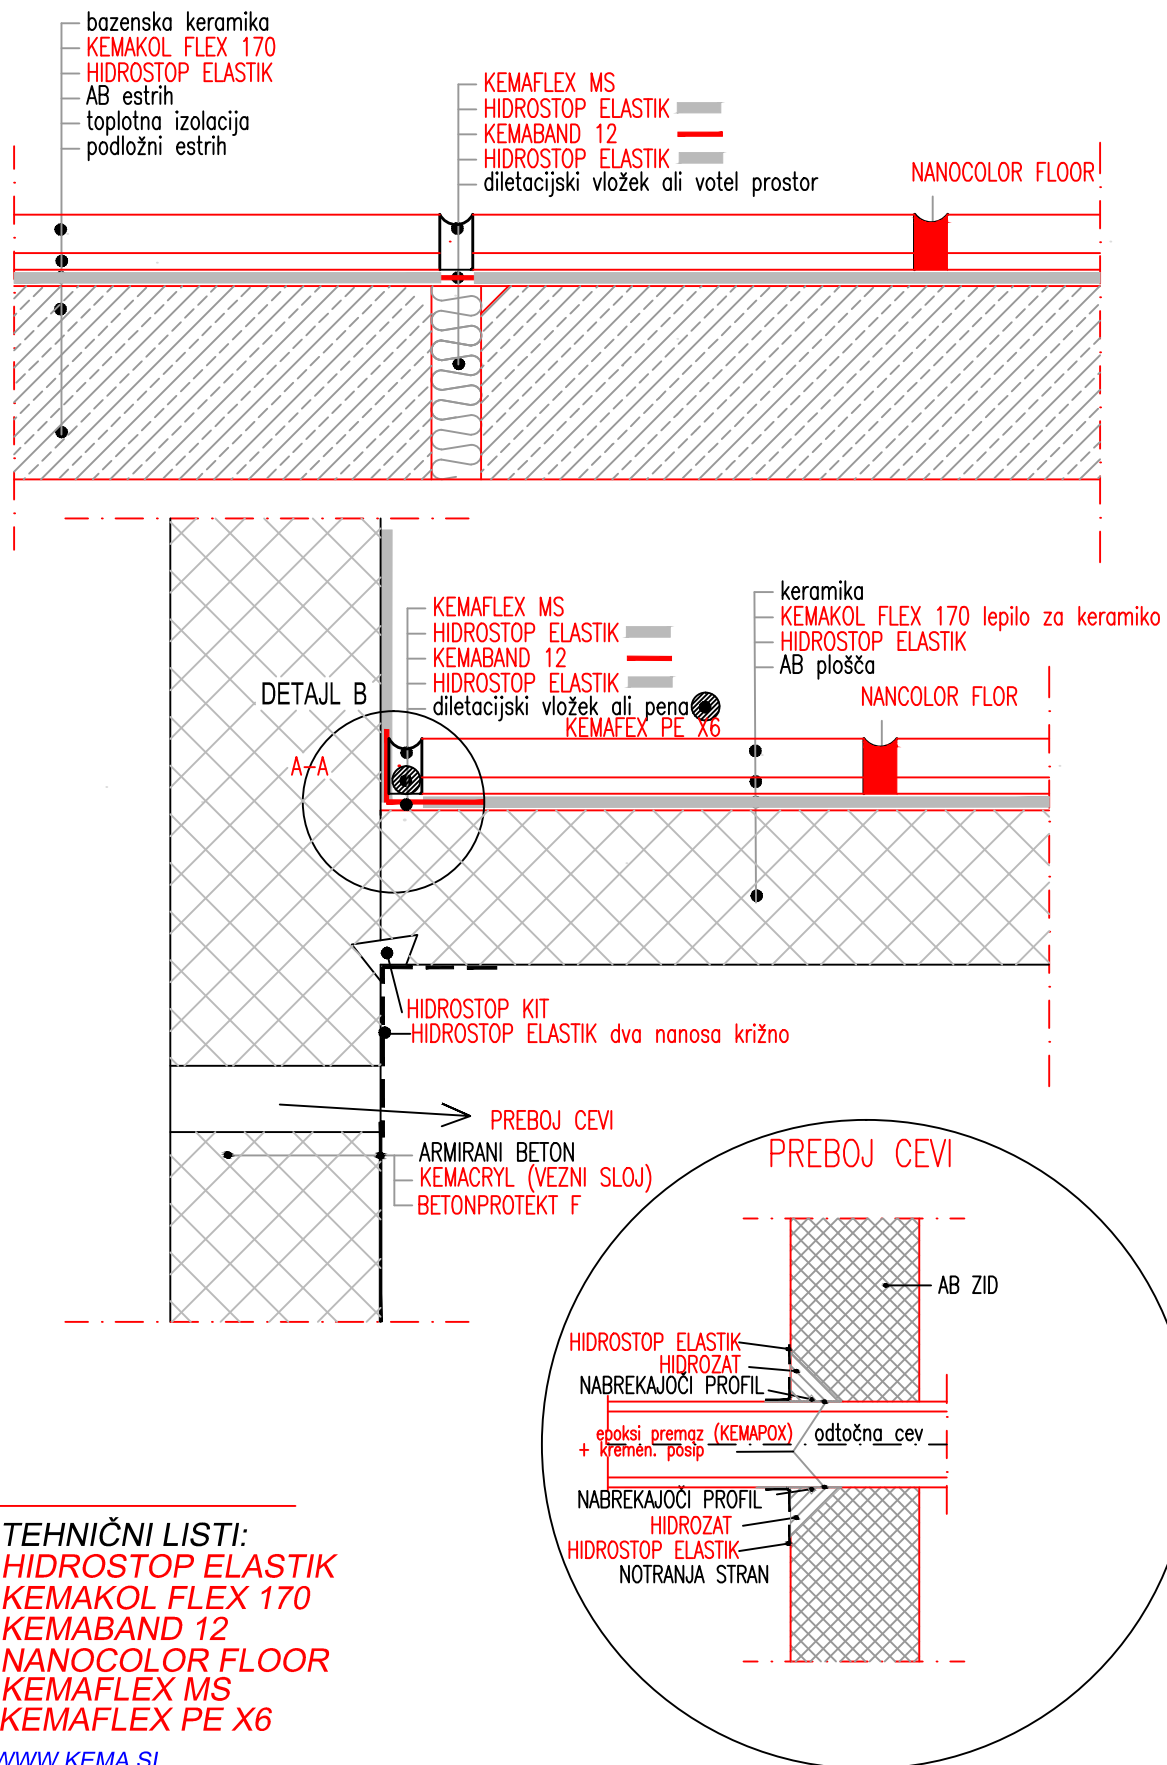 bazenska keramika
KEMAKOL FLEX 170
HIDROSTOP ELASTIK
AB estrih
toplotna izolacija
podložni estrih
KEMAFLEX MS
HIDROSTOP ELASTIK
KEMABAND 12
HIDROSTOP ELASTIK
diletacijski vložek ali votel prostor
NANOCOLOR FLOOR
KEMAFLEX MS
HIDROSTOP ELASTIK
KEMABAND 12
HIDROSTOP ELASTIK
diletacijski vložek ali pena
KEMAFEX PE X6
keramika
KEMAKOL FLEX 170 lepilo za keramiko
HIDROSTOP ELASTIK
AB plošča
NANCOLOR FLOR
DETAJL B
A-A
HIDROSTOP KIT
HIDROSTOP ELASTIK dva nanosa križno
PREBOJ CEVI
ARMIRANI BETON
KEMACRYL (VEZNI SLOJ)
BETONPROTEKT F
PREBOJ CEVI
AB ZID
HIDROSTOP ELASTIK
HIDROZAT
NABREKAJOČI PROFIL
epoksi premaz (KEMAPOX)
+ kremen. posip
odtočna cev
NABREKAJOČI PROFIL
HIDROZAT
HIDROSTOP ELASTIK
NOTRANJA STRAN
TEHNIČNI LISTI:
HIDROSTOP ELASTIK
KEMAKOL FLEX 170
KEMABAND 12
NANOCOLOR FLOOR
KEMAFLEX MS
KEMAFLEX PE X6
WWW.KEMA.SI